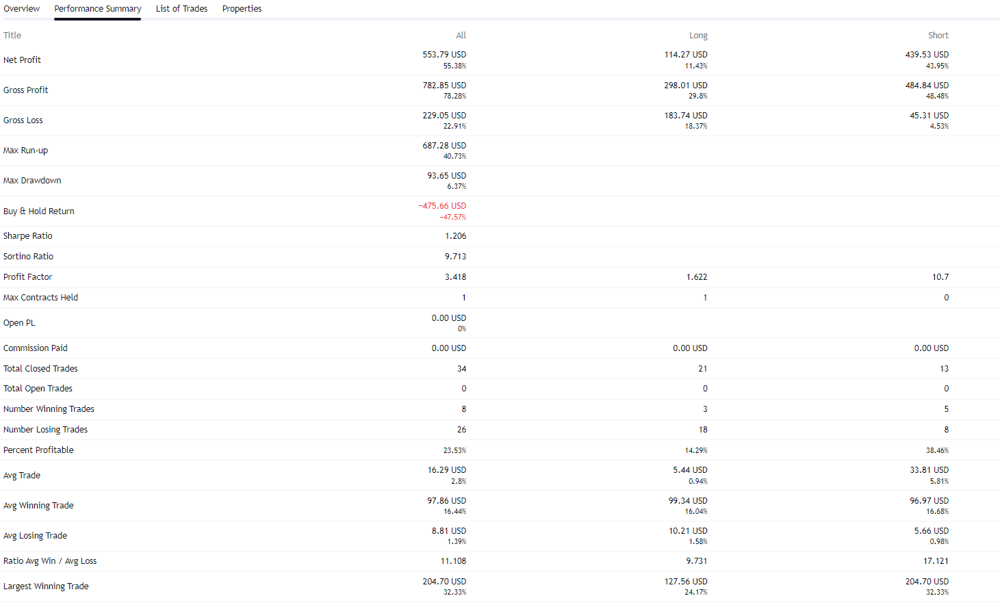 Overview Performance Summary List of Trades Properties
Title All Long Short
Net Profit 553.79 USD 114.27 USD 439.53 USD
55.38% 11.43% 43.95%
Gross Profit 782.85 USD 298.01 USD 484.84 USD
78.28% 29.8% 48.48%
Gross Loss 229.05 USD 183.74 USD 45.31 USD
22.91% 18.37% 4.53%
Max Run-up 687.28 USD
40.73%
Max Drawdown 93.65 USD
6.37%
Buy & Hold Return −475.66 USD
−47.57%
Sharpe Ratio 1.206
Sortino Ratio 9.713
Profit Factor 3.418 1.622 10.7
Max Contracts Held 1 1 0
Open PL 0.00 USD
0%
Commission Paid 0.00 USD 0.00 USD 0.00 USD
Total Closed Trades 34 21 13
Total Open Trades 0 0 0
Number Winning Trades 8 3 5
Number Losing Trades 26 18 8
Percent Profitable 23.53% 14.29% 38.46%
Avg Trade 16.29 USD 5.44 USD 33.81 USD
2.8% 0.94% 5.81%
Avg Winning Trade 97.86 USD 99.34 USD 96.97 USD
16.44% 16.04% 16.68%
Avg Losing Trade 8.81 USD 10.21 USD 5.66 USD
1.39% 1.58% 0.98%
Ratio Avg Win / Avg Loss 11.108 9.731 17.121
Largest Winning Trade 204.70 USD 127.56 USD 204.70 USD
32.33% 24.17% 32.33%